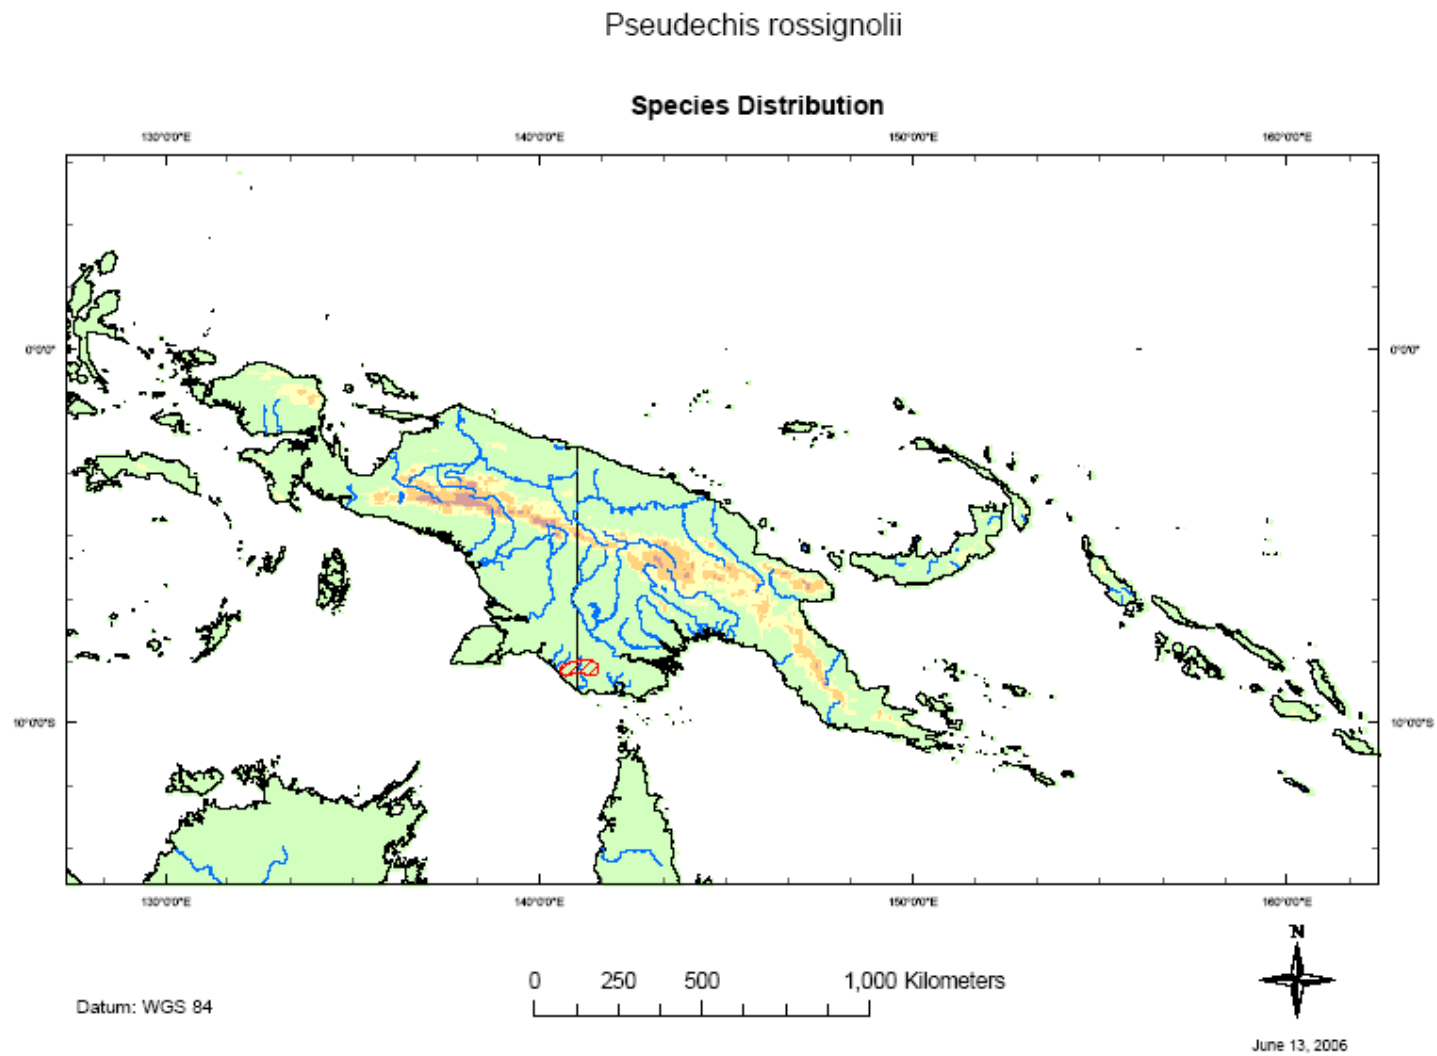 Pseudechis rossignolii
Species Distribution
130°0'0"E 140°0'0"E 150°0'0"E 160°0'0"E
0°0'0" 0°0'0"
10°0'0"S 10°0'0"S
130°0'0"E 140°0'0"E 150°0'0"E 160°0'0"E
N
0 250 500 1,000 Kilometers
Datum: WGS 84
June 13, 2006